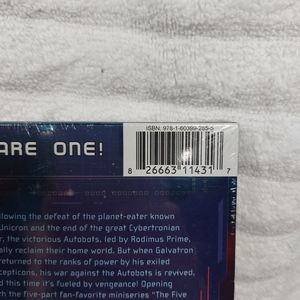 ISBN: 978-1-60399-285-5
ARE ONE!
8 26663 11431 7
llowing the defeat of the planet-eater known
Unicron and the end of the great Cybertronian
r, the victorious Autobots, led by Rodimus Prime,
ally reclaim their home world. But when Galvatron
returned to the ranks of power by his exiled
cepticons, his war against the Autobots is revived,
d this time it's fueled by vengeance! Opening
h the five-part fan-favorite miniseries "The Five